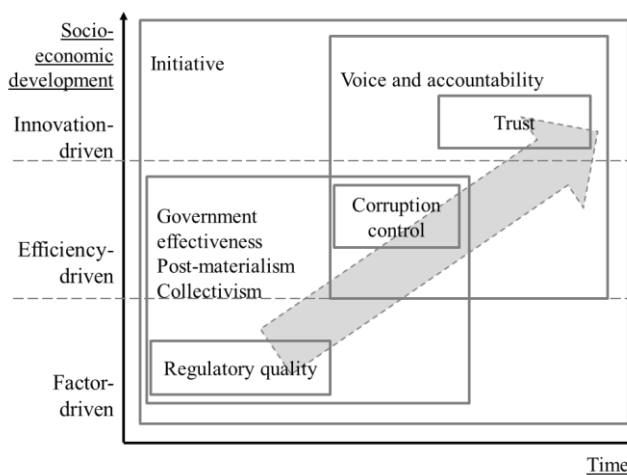 Socio-
economic
development
Initiative
Voice and accountability
Innovation-
driven
Trust
Government
effectiveness
Post-materialism
Collectivism
Corruption
control
Efficiency-
driven
Regulatory quality
Factor-
driven
Time